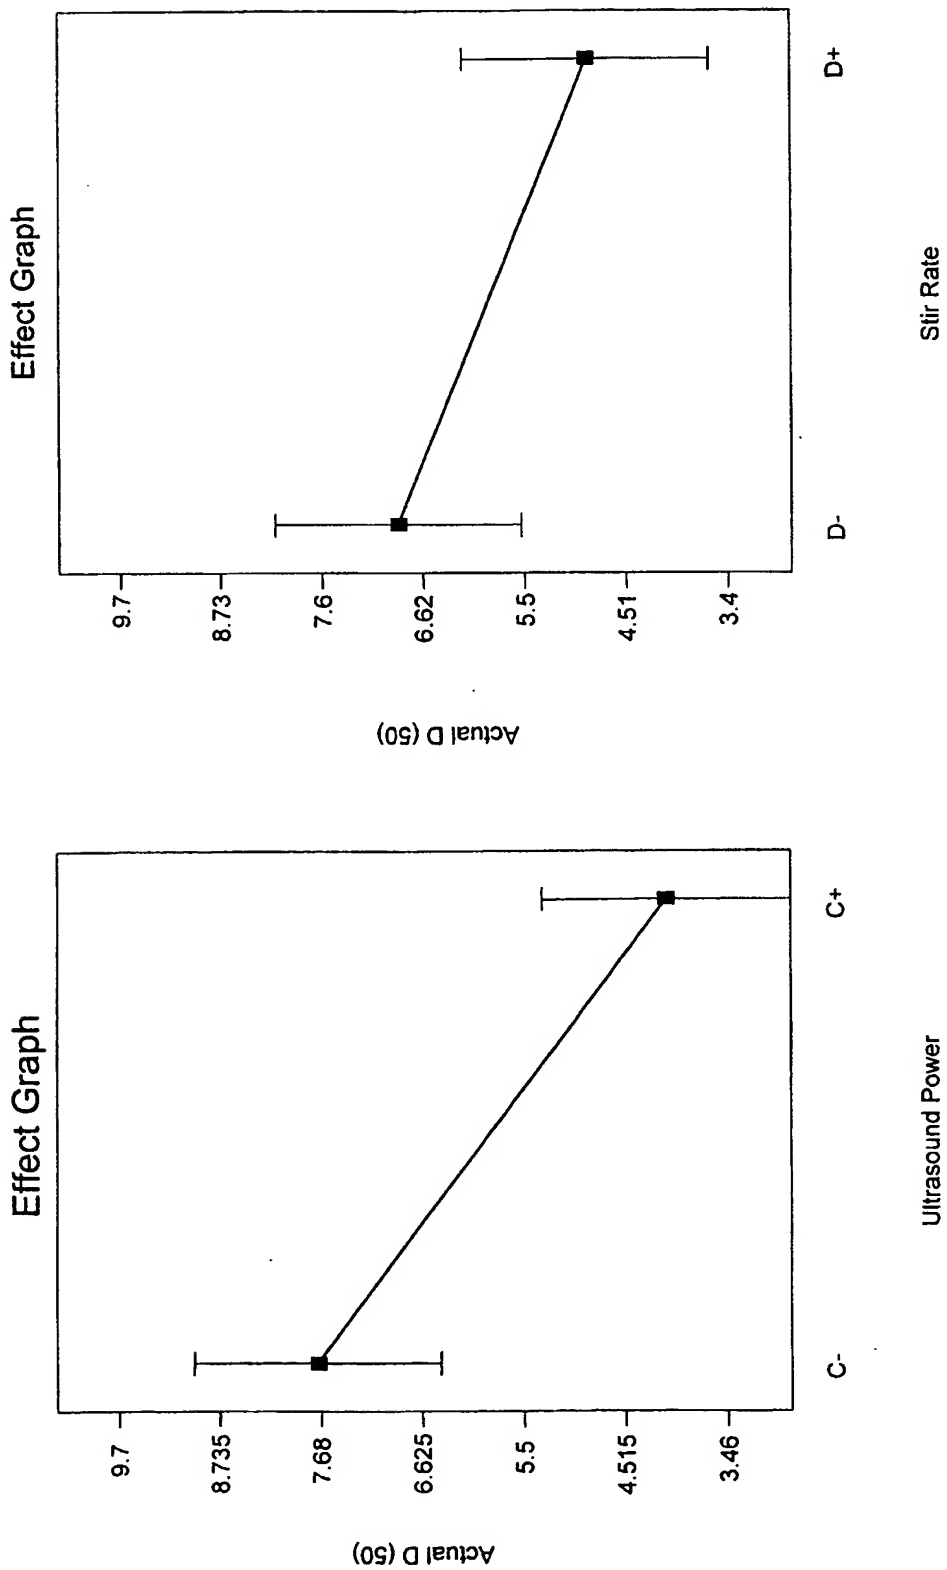 Effect Graph
Actual D (50)
9.7
8.735
7.68
6.625
5.5
4.515
3.46
C-
C+
Ultrasound Power
Effect Graph
Actual D (50)
9.7
8.73
7.6
6.62
5.5
4.51
3.4
D-
D+
Stir Rate